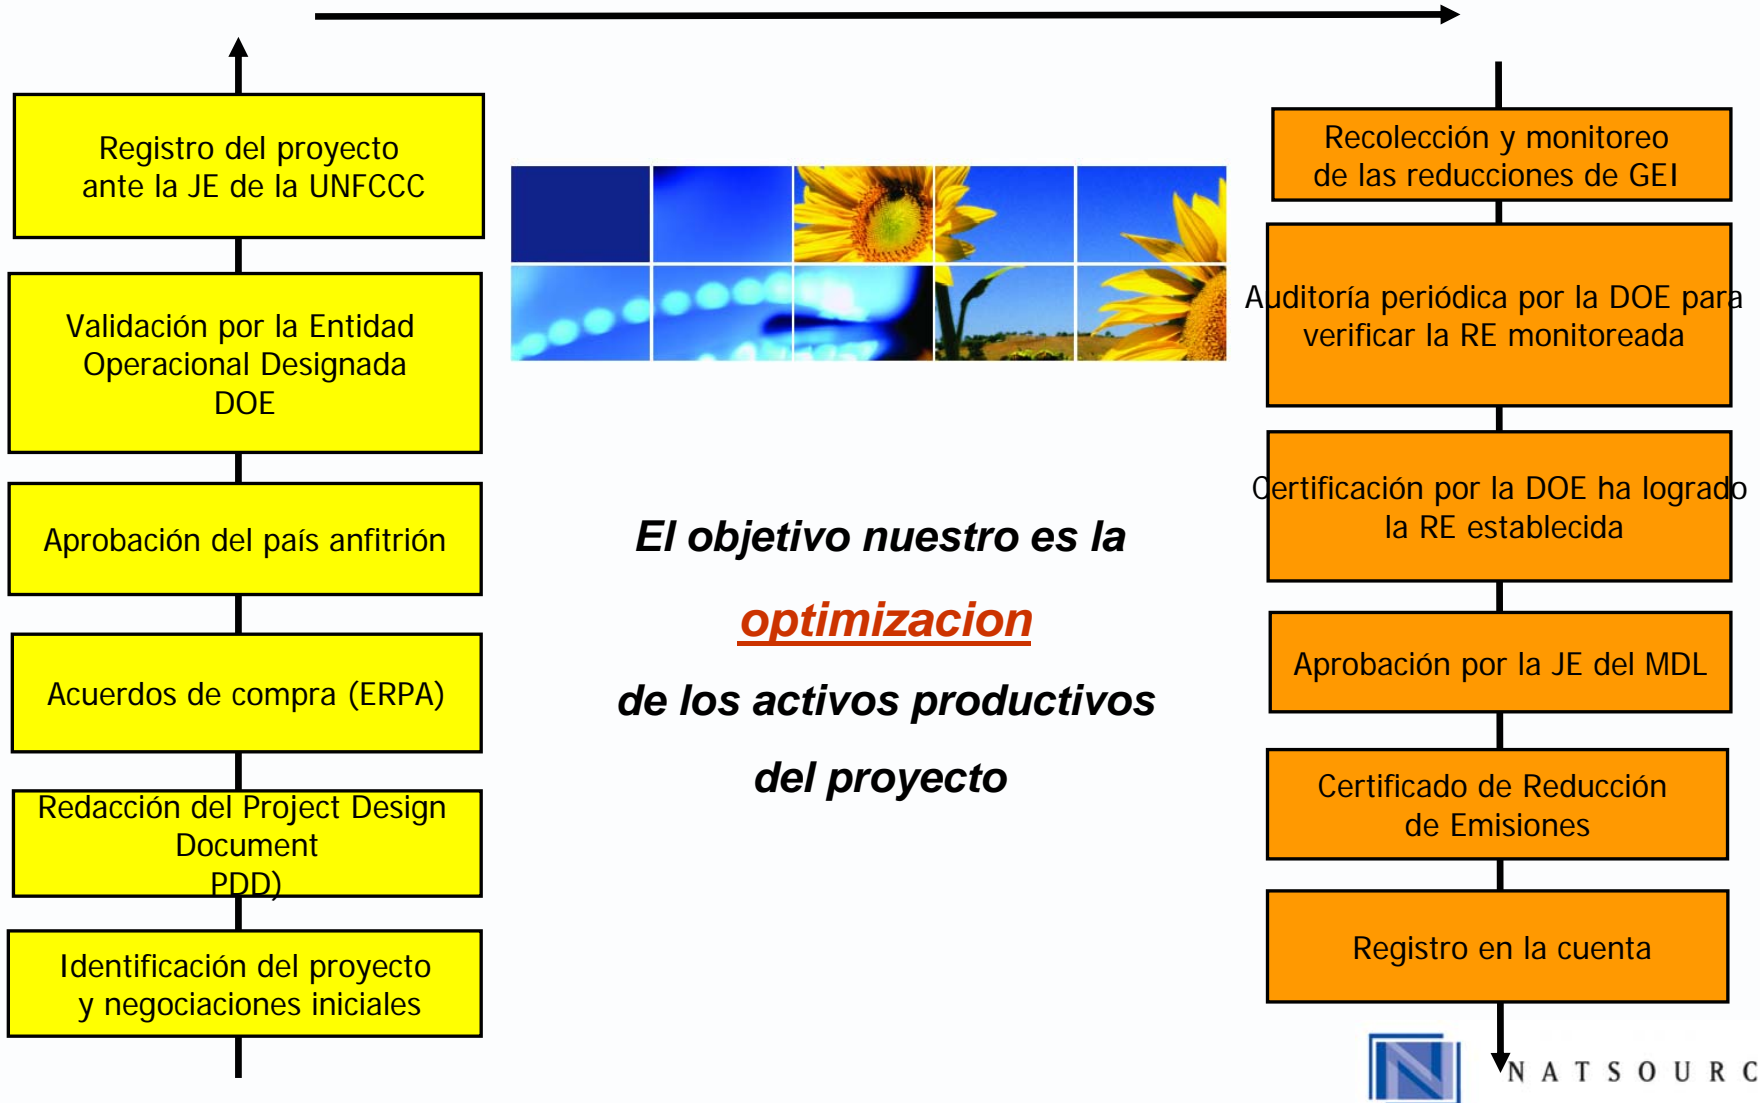 Registro del proyecto
ante la JE de la UNFCCC
Validación por la Entidad
Operacional Designada
DOE
Aprobación del país anfitrión
Acuerdos de compra (ERPA)
Redacción del Project Design
Document
PDD)
Identificación del proyecto
y negociaciones iniciales
El objetivo nuestro es la
optimizacion
de los activos productivos
del proyecto
Recolección y monitoreo
de las reducciones de GEI
Auditoría periódica por la DOE para
verificar la RE monitoreada
Certificación por la DOE ha logrado
la RE establecida
Aprobación por la JE del MDL
Certificado de Reducción
de Emisiones
Registro en la cuenta
N NATSOURC